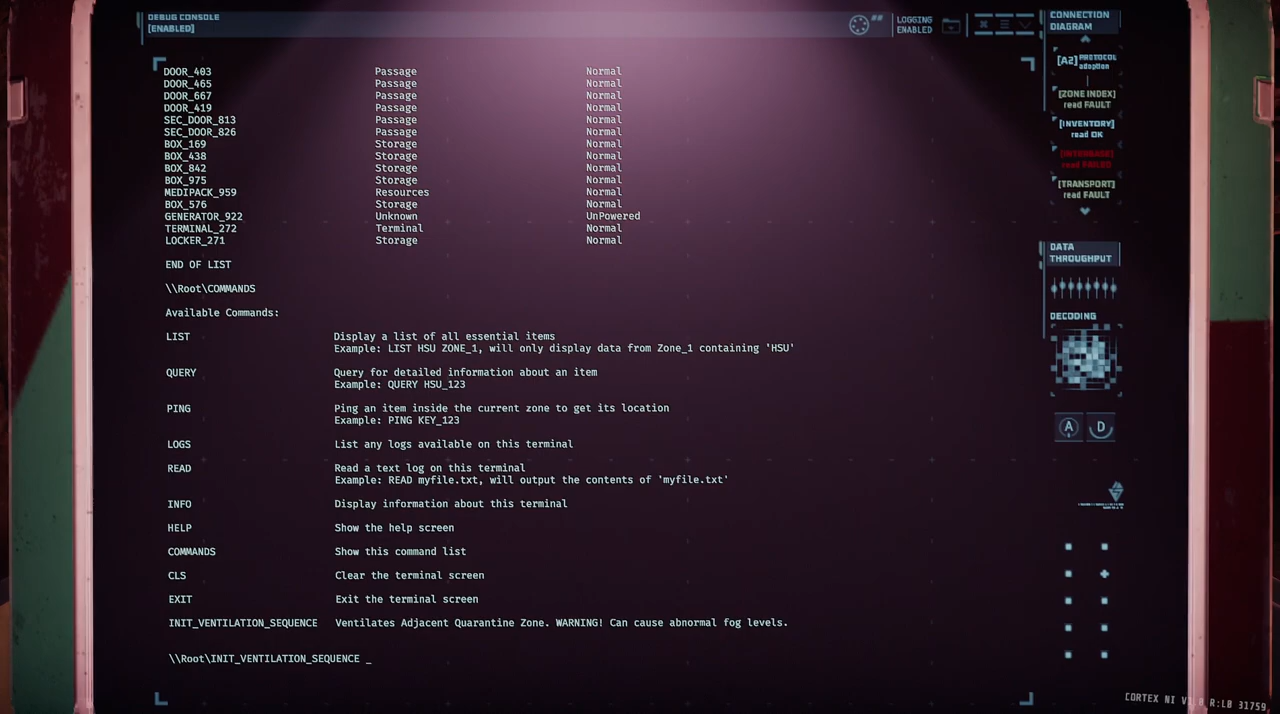 DEBUG CONSOLE
[ENABLED]
LOGGING
ENABLED
DOOR_403 Passage Normal
DOOR_465 Passage Normal
DOOR_667 Passage Normal
DOOR_419 Passage Normal
SEC_DOOR_813 Passage Normal
SEC_DOOR_826 Passage Normal
BOX_169 Storage Normal
BOX_438 Storage Normal
BOX_842 Storage Normal
BOX_975 Storage Normal
MEDIPACK_959 Resources Normal
BOX_576 Storage Normal
GENERATOR_922 Unknown UnPowered
TERMINAL_272 Terminal Normal
LOCKER_271 Storage Normal
END OF LIST
\\Root\COMMANDS
Available Commands:
LIST Display a list of all essential items
Example: LIST HSU ZONE_1, will only display data from Zone_1 containing 'HSU'
QUERY Query for detailed information about an item
Example: QUERY HSU_123
PING Ping an item inside the current zone to get its location
Example: PING KEY_123
LOGS List any logs available on this terminal
READ Read a text log on this terminal
Example: READ myfile.txt, will output the contents of 'myfile.txt'
INFO Display information about this terminal
HELP Show the help screen
COMMANDS Show this command list
CLS Clear the terminal screen
EXIT Exit the terminal screen
INIT_VENTILATION_SEQUENCE Ventilates Adjacent Quarantine Zone. WARNING! Can cause abnormal fog levels.
\\Root\INIT_VENTILATION_SEQUENCE _
CONNECTION
DIAGRAM
[A2] PROTOCOL
adoption
[ZONE INDEX]
read FAULT
[INVENTORY]
read OK
read FAILED
[TRANSPORT]
read FAULT
DATA
THROUGHPUT
DECODING
A D
CORTEX NI R:L0 31759